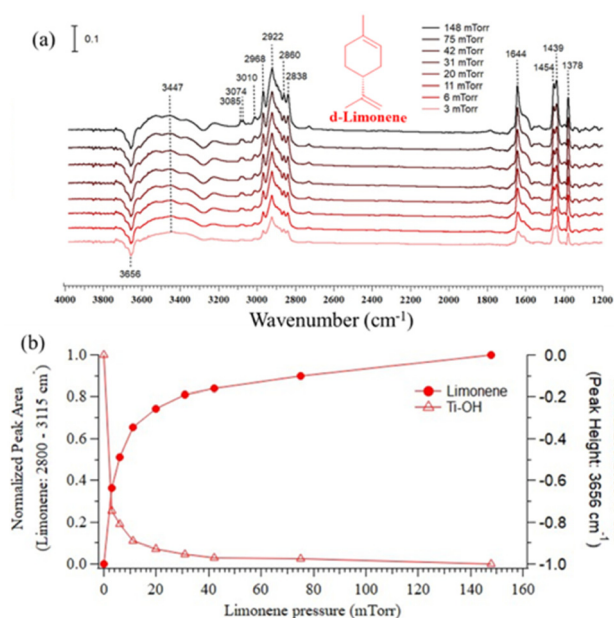 (a)
0.1
3447
3656
3085
3074
3010
2968
2922
2860
2838
d-Limonene
148 mTorr
75 mTorr
42 mTorr
31 mTorr
20 mTorr
11 mTorr
6 mTorr
3 mTorr
1644
1454
1439
1378
4000 3800 3600 3400 3200 3000 2800 2600 2400 2200 2000 1800 1600 1400 1200
Wavenumber (cm-1)
(b)
Normalized Peak Area
(Limonene: 2800 - 3115 cm-1)
1.0
0.8
0.6
0.4
0.2
0.0
Limonene
Ti-OH
0.0
-0.2
-0.4
-0.6
-0.8
-1.0
(Peak Height: 3656 cm-1)
0 20 40 60 80 100 120 140 160
Limonene pressure (mTorr)